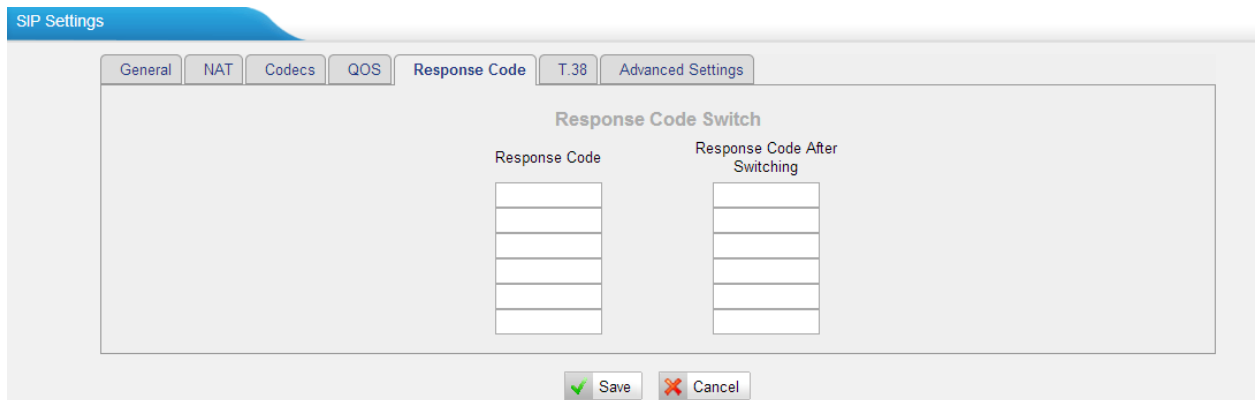 SIP Settings
General NAT Codecs QOS Response Code T.38 Advanced Settings
Response Code Switch
Response Code
Response Code After
Switching
Save Cancel